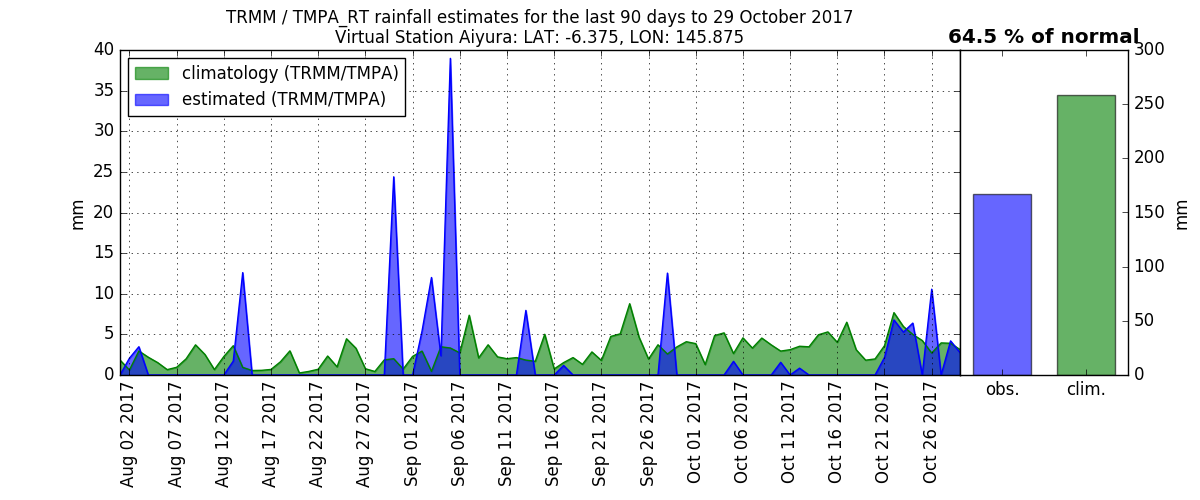 TRMM / TMPA_RT rainfall estimates for the last 90 days to 29 October 2017
Virtual Station Aiyura: LAT: -6.375, LON: 145.875
64.5 % of normal
climatology (TRMM/TMPA)
estimated (TRMM/TMPA)
40
35
30
25
20
15
10
5
0
mm
Aug 02 2017
Aug 07 2017
Aug 12 2017
Aug 17 2017
Aug 22 2017
Aug 27 2017
Sep 01 2017
Sep 06 2017
Sep 11 2017
Sep 16 2017
Sep 21 2017
Sep 26 2017
Oct 01 2017
Oct 06 2017
Oct 11 2017
Oct 16 2017
Oct 21 2017
Oct 26 2017
obs.
clim.
300
250
200
150
100
50
0
mm